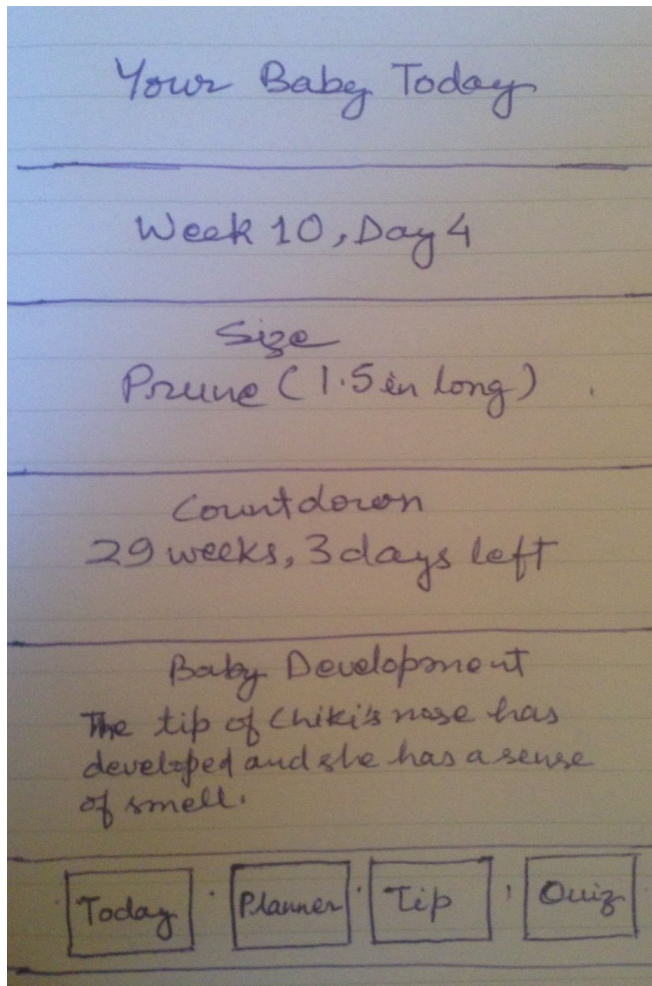 Your Baby Today
Week 10, Day 4
Size
Prune (1.5 in long)
Countdown
29 weeks, 3 days left
Baby Development
The tip of Chiki's nose has
developed and she has a sense
of smell.
Today Planner Tip Quiz